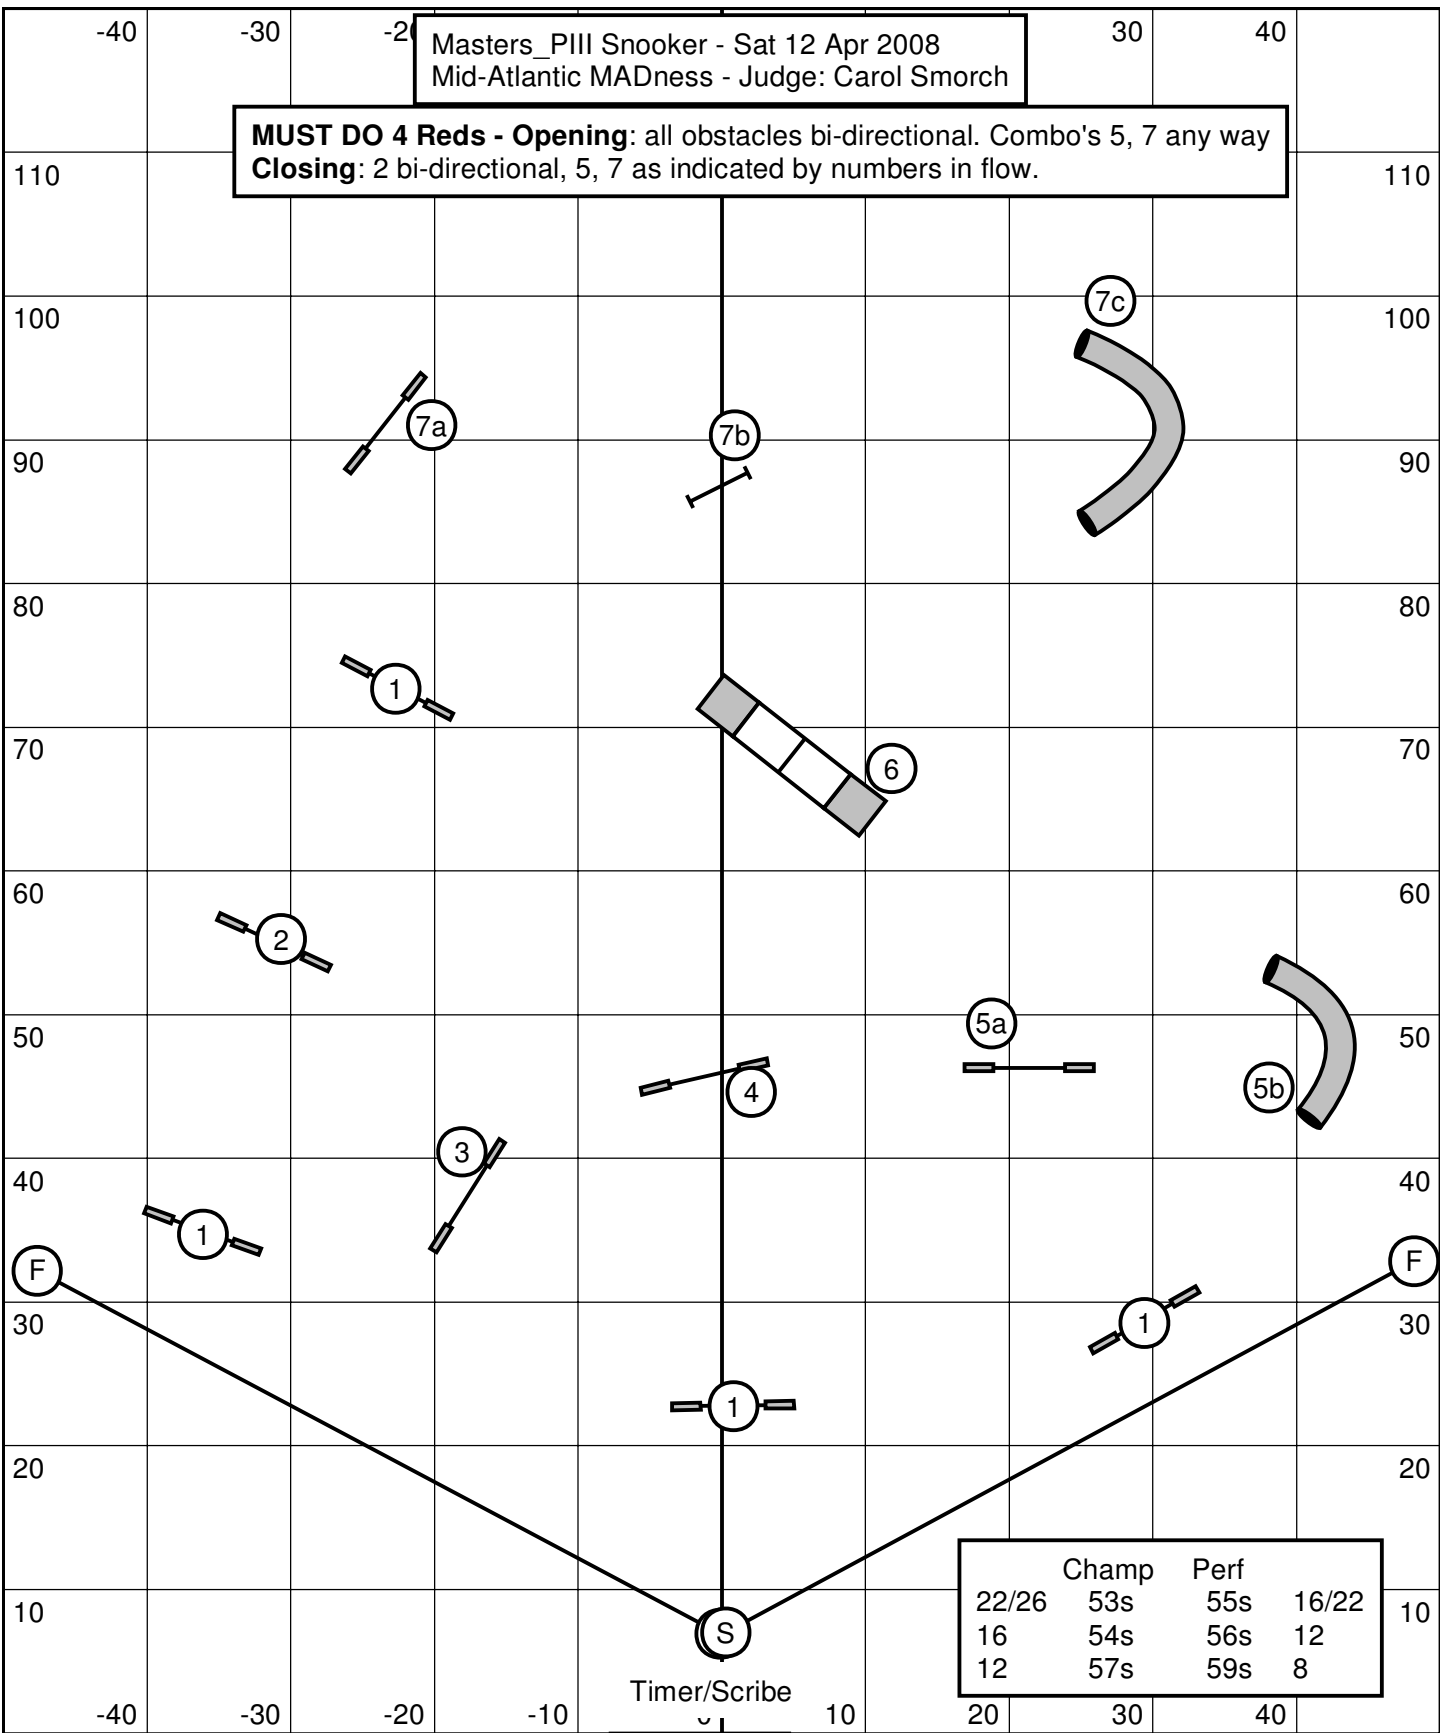 -40 -30 -20 30 40
Masters_PIII Snooker - Sat 12 Apr 2008
Mid-Atlantic MADness - Judge: Carol Smorch
MUST DO 4 Reds - Opening: all obstacles bi-directional. Combo's 5, 7 any way
Closing: 2 bi-directional, 5, 7 as indicated by numbers in flow.
110 110
7c
100 100
7a 7b
90 90
80 80
1
70 70
6
60 60
2
50 5a 50
4 5b
3
40 40
1
F F
30 1 30
1
20 20
Champ Perf
22/26 53s 55s 16/22
10 10
16 54s 56s 12
S
12 57s 59s 8
Timer/Scribe
-40 -30 -20 -10 0 10 20 30 40